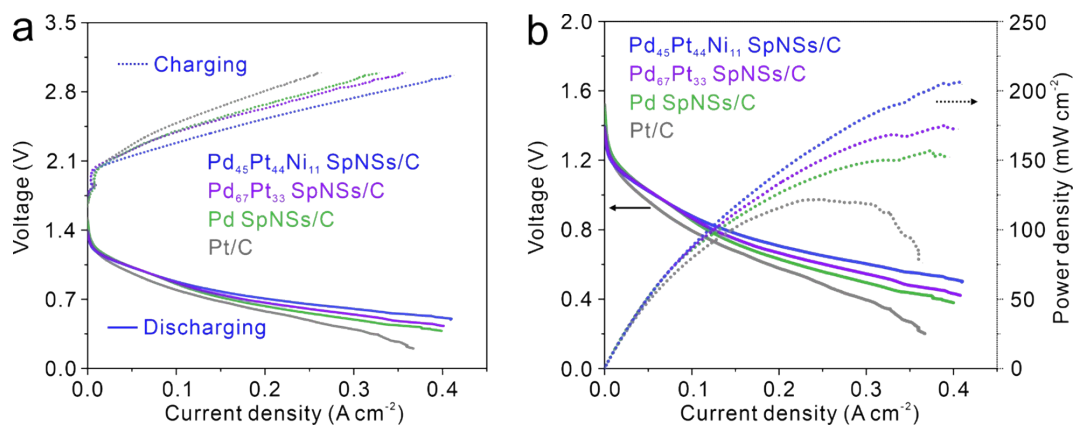 a
3.5
2.8
2.1
1.4
0.7
0.0
Voltage (V)
Charging
Pd₄₅Pt₄₄Ni₁₁ SpNSs/C
Pd₆₇Pt₃₃ SpNSs/C
Pd SpNSs/C
Pt/C
Discharging
0.0 0.1 0.2 0.3 0.4
Current density (A cm⁻²)
b
2.0
1.6
1.2
0.8
0.4
0.0
Voltage (V)
Pd₄₅Pt₄₄Ni₁₁ SpNSs/C
Pd₆₇Pt₃₃ SpNSs/C
Pd SpNSs/C
Pt/C
250
200
150
100
50
0
Power density (mW cm⁻²)
0.0 0.1 0.2 0.3 0.4
Current density (A cm⁻²)